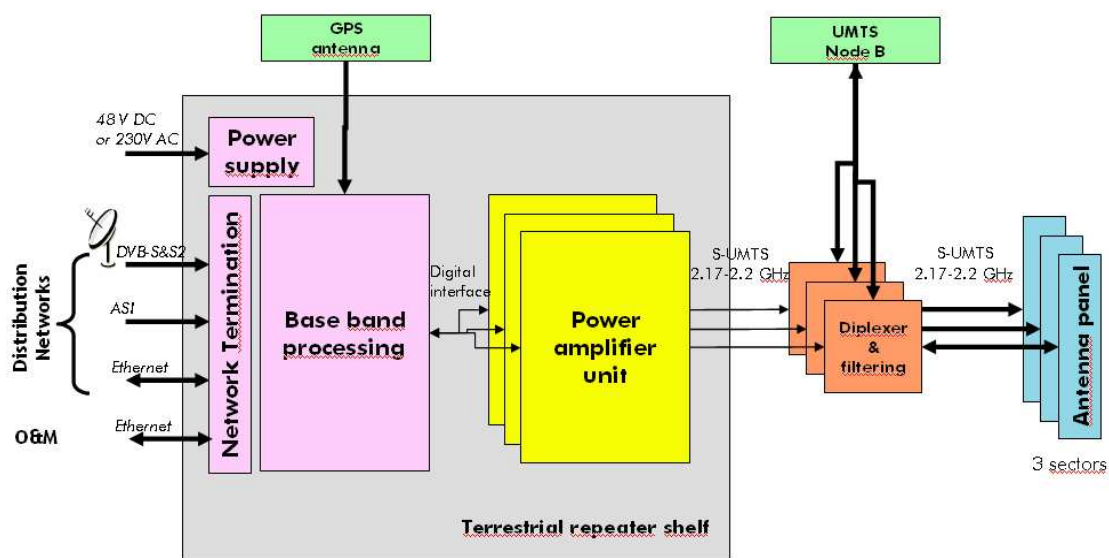 GPS
antenna
UMTS
Node B
48 V DC
or 230V AC
Power
supply
Distribution
Networks
DVB-S&S2
ASI
Ethernet
O&M
Ethernet
Network Termination
Base band
processing
Digital
interface
Power
amplifier
unit
S-UMTS
2.17-2.2 GHz
Diplexer
&
filtering
S-UMTS
2.17-2.2 GHz
Antenna panel
3 sectors
Terrestrial repeater shelf